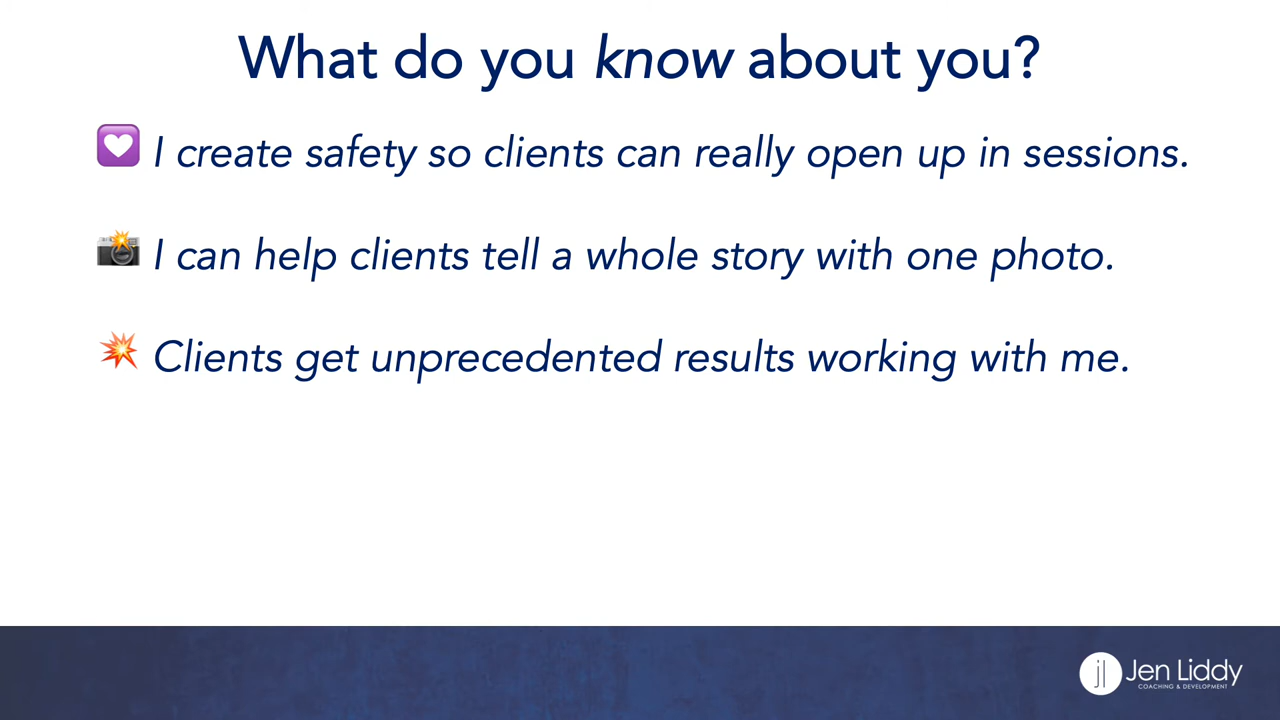 What do you know about you?
I create safety so clients can really open up in sessions.
I can help clients tell a whole story with one photo.
Clients get unprecedented results working with me.
jl Jen Liddy
COACHING & DEVELOPMENT